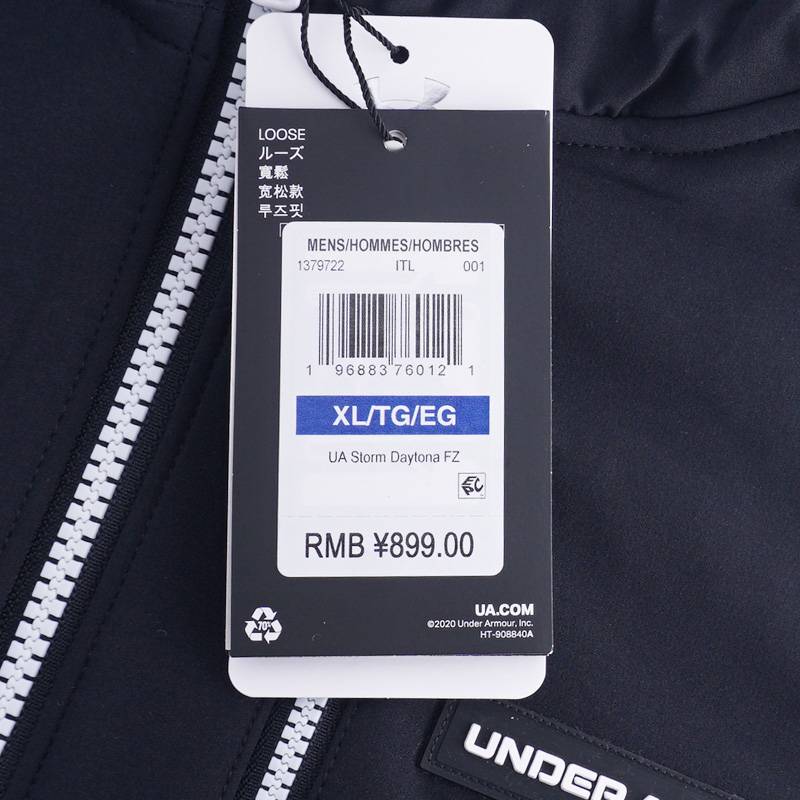 LOOSE
ルーズ
寬鬆
宽松款
루즈핏
MENS/HOMMES/HOMBRES
1379722 ITL 001
1 96883 76012 1
XL/TG/EG
UA Storm Daytona FZ
EPC
RMB ¥899.00
70%
UA.COM
©2020 Under Armour, Inc.
HT-908840A
UNDER